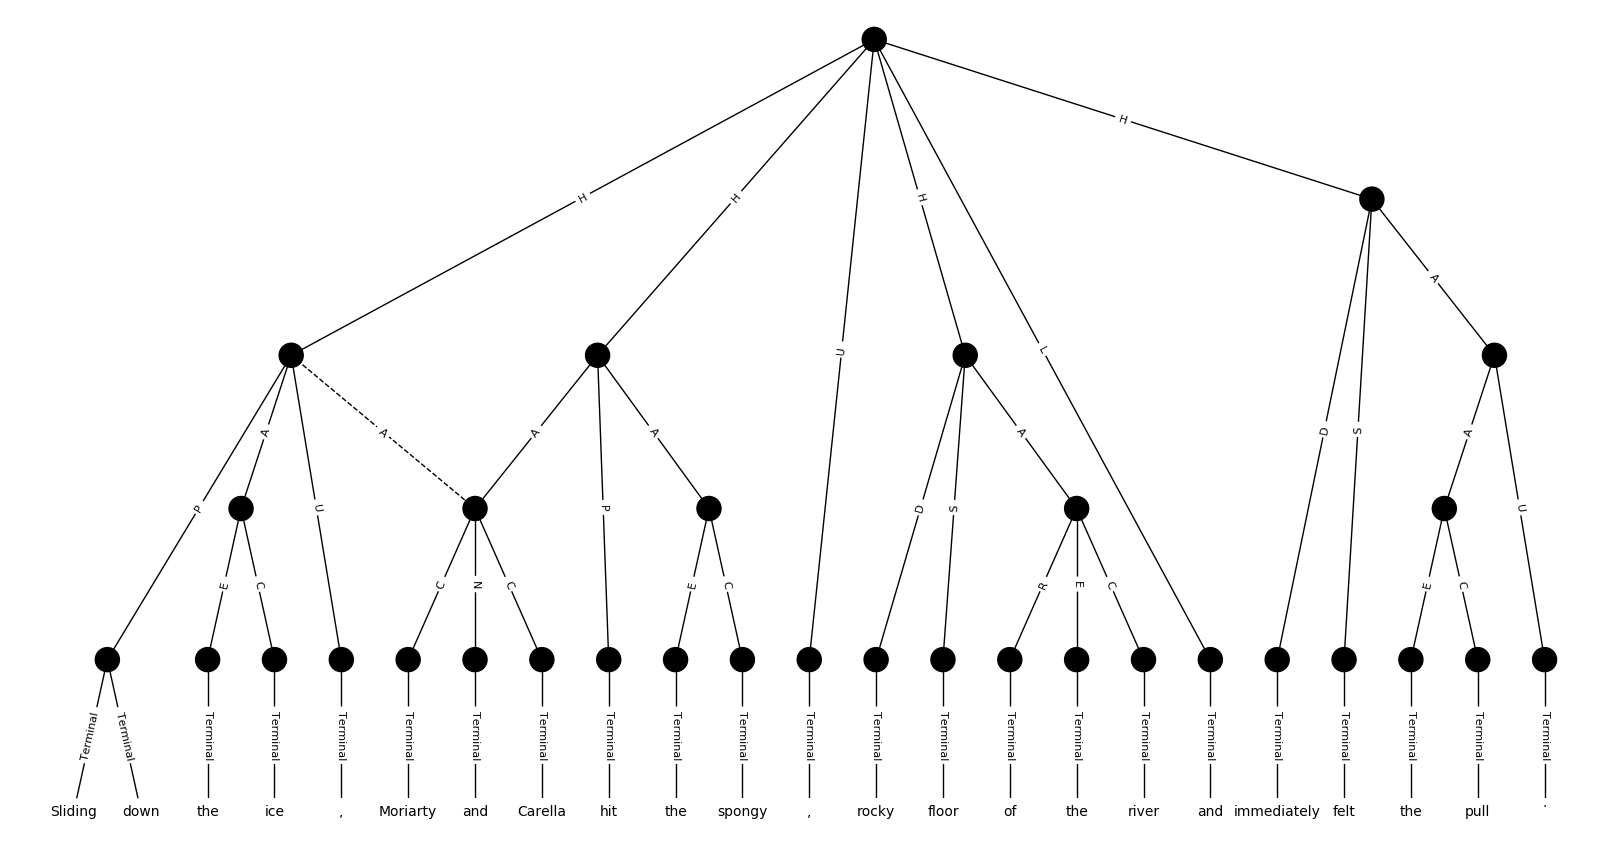 H
H
H
H
L
U
A
D
S
A
A
A
A
A
A
P
U
P
D
S
U
E
C
C
N
C
E
C
R
E
C
E
C
Terminal Terminal Terminal Terminal Terminal Terminal Terminal Terminal Terminal Terminal Terminal Terminal Terminal Terminal Terminal Terminal Terminal Terminal Terminal Terminal Terminal Terminal Terminal
Sliding down the ice , Moriarty and Carella hit the spongy , rocky floor of the river and immediately felt the pull .